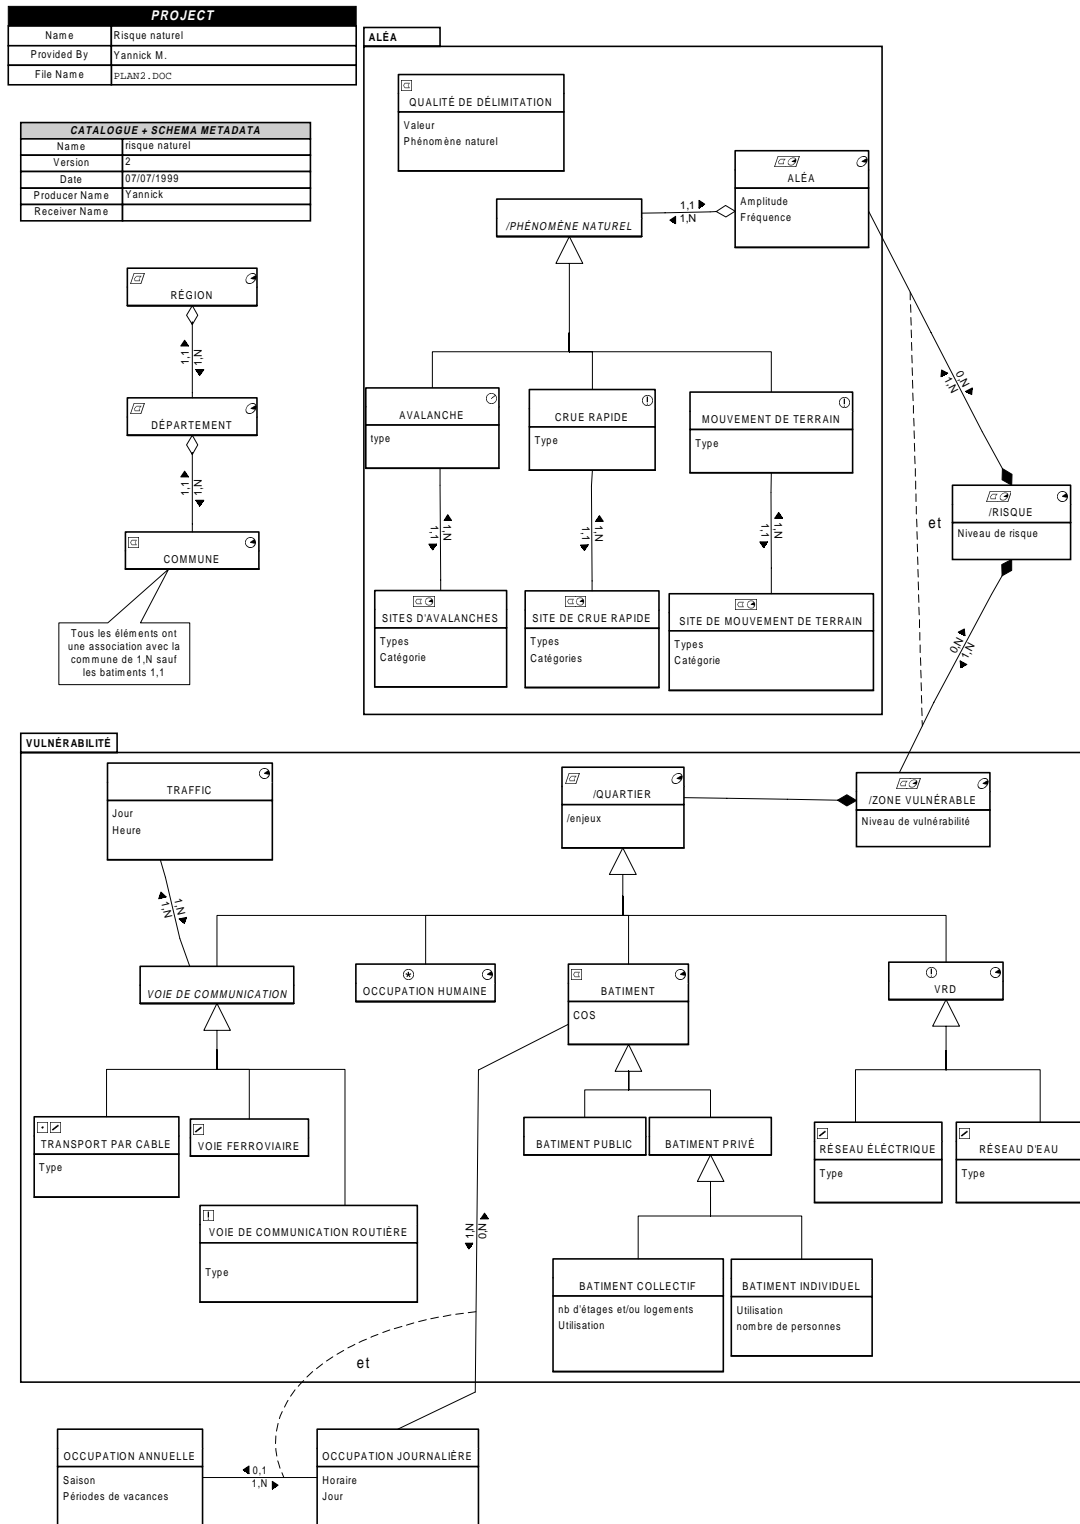 PROJECT
Name Risque naturel
Provided By Yannick M.
File Name PLAN2.DOC
CATALOGUE + SCHEMA METADATA
Name risque naturel
Version 2
Date 07/07/1999
Producer Name Yannick
Receiver Name
ALÉA
QUALITÉ DE DÉLIMITATION
Valeur
Phénomène naturel
ALÉA
Amplitude
Fréquence
1,1
1,N
/PHÉNOMÈNE NATUREL
RÉGION
1,1
1,N
DÉPARTEMENT
1,1
1,N
COMMUNE
Tous les éléments ont
une association avec la
commune de 1,N sauf
les batiments 1,1
AVALANCHE
type
CRUE RAPIDE
Type
MOUVEMENT DE TERRAIN
Type
1,1
1,N
1,1
1,N
1,1
1,N
SITES D'AVALANCHES
Types
Catégorie
SITE DE CRUE RAPIDE
Types
Catégories
SITE DE MOUVEMENT DE TERRAIN
Types
Catégorie
0,N
1,N
et
/RISQUE
Niveau de risque
0,N
1,N
VULNÉRABILITÉ
TRAFFIC
Jour
Heure
/QUARTIER
/enjeux
/ZONE VULNÉRABLE
Niveau de vulnérabilité
1,N
1,N
VOIE DE COMMUNICATION
OCCUPATION HUMAINE
BATIMENT
COS
VRD
TRANSPORT PAR CABLE
Type
VOIE FERROVIAIRE
BATIMENT PUBLIC
BATIMENT PRIVÉ
RÉSEAU ÉLÉCTRIQUE
Type
RÉSEAU D'EAU
Type
VOIE DE COMMUNICATION ROUTIÈRE
Type
1,N
0,N
BATIMENT COLLECTIF
nb d'étages et/ou logements
Utilisation
BATIMENT INDIVIDUEL
Utilisation
nombre de personnes
et
OCCUPATION ANNUELLE
Saison
Périodes de vacances
0,1
1,N
OCCUPATION JOURNALIÈRE
Horaire
Jour